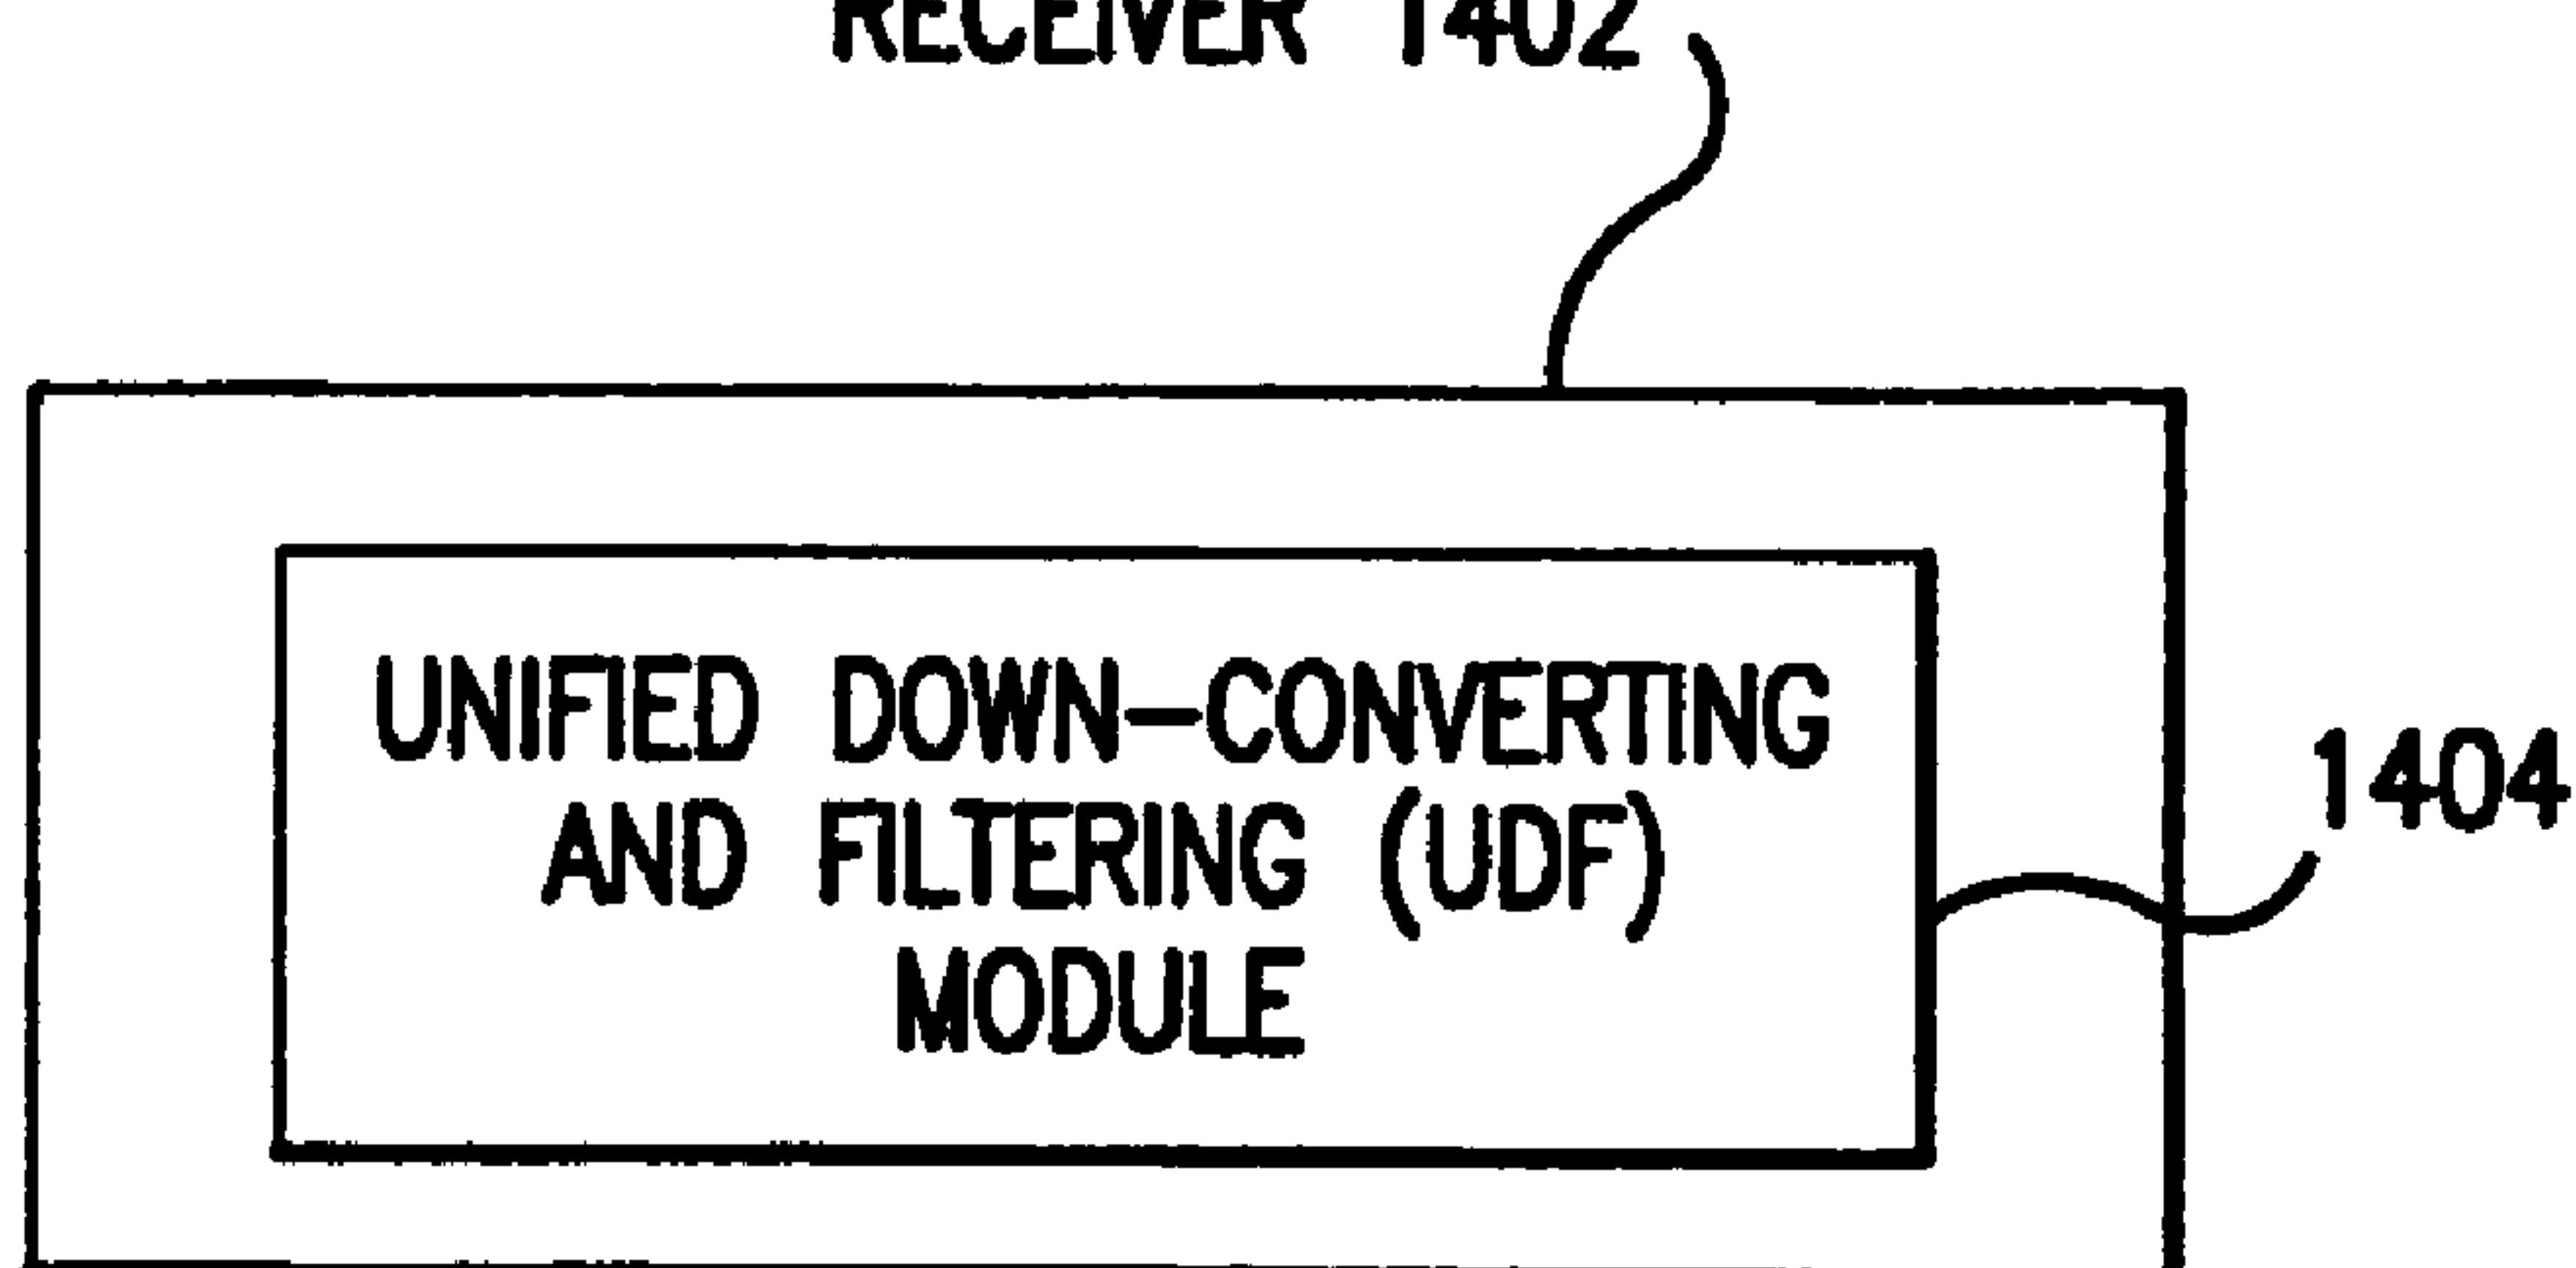 RECEIVER 1402
UNIFIED DOWN-CONVERTING
AND FILTERING (UDF)
MODULE
1404